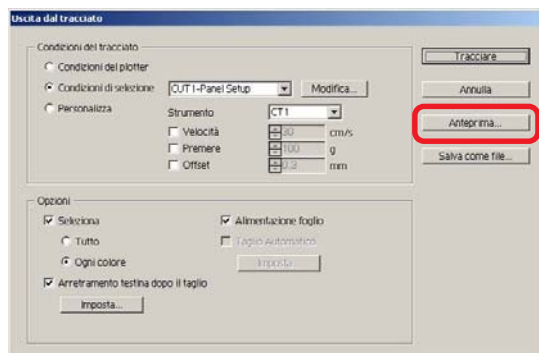 Uscita dal tracciato
Condizioni del tracciato
Condizioni del plotter
Condizioni di selezione CUT1-Panel Setup Modifica...
Personalizza
Strumento CT1
Velocità 30 cm/s
Premere 100 g
Offset 0.3 mm
Tracciare
Annulla
Anteprima...
Salva come file...
Opzioni
Seleziona
Tutto
Ogni colore
Arretramento testina dopo il taglio
Imposta...
Alimentazione foglio
Taglio Automatico
Imposta...